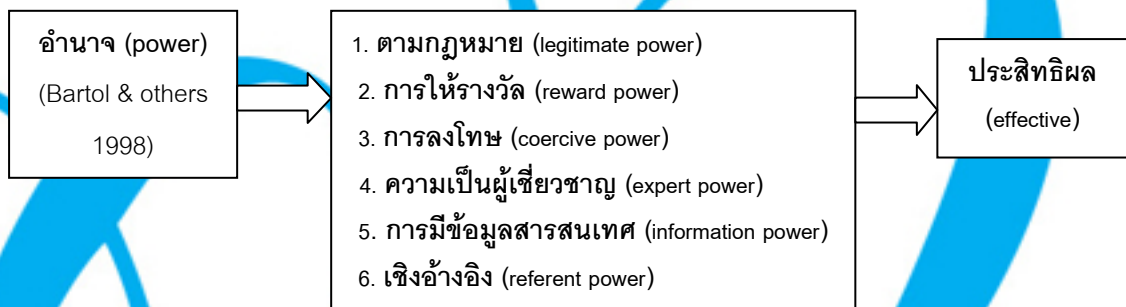 อำนาจ (power)
(Bartol & others
1998)
1. ตามกฎหมาย (legitimate power)
2. การให้รางวัล (reward power)
3. การลงโทษ (coercive power)
4. ความเป็นผู้เชี่ยวชาญ (expert power)
5. การมีข้อมูลสารสนเทศ (information power)
6. เชิงอ้างอิง (referent power)
ประสิทธิผล
(effective)